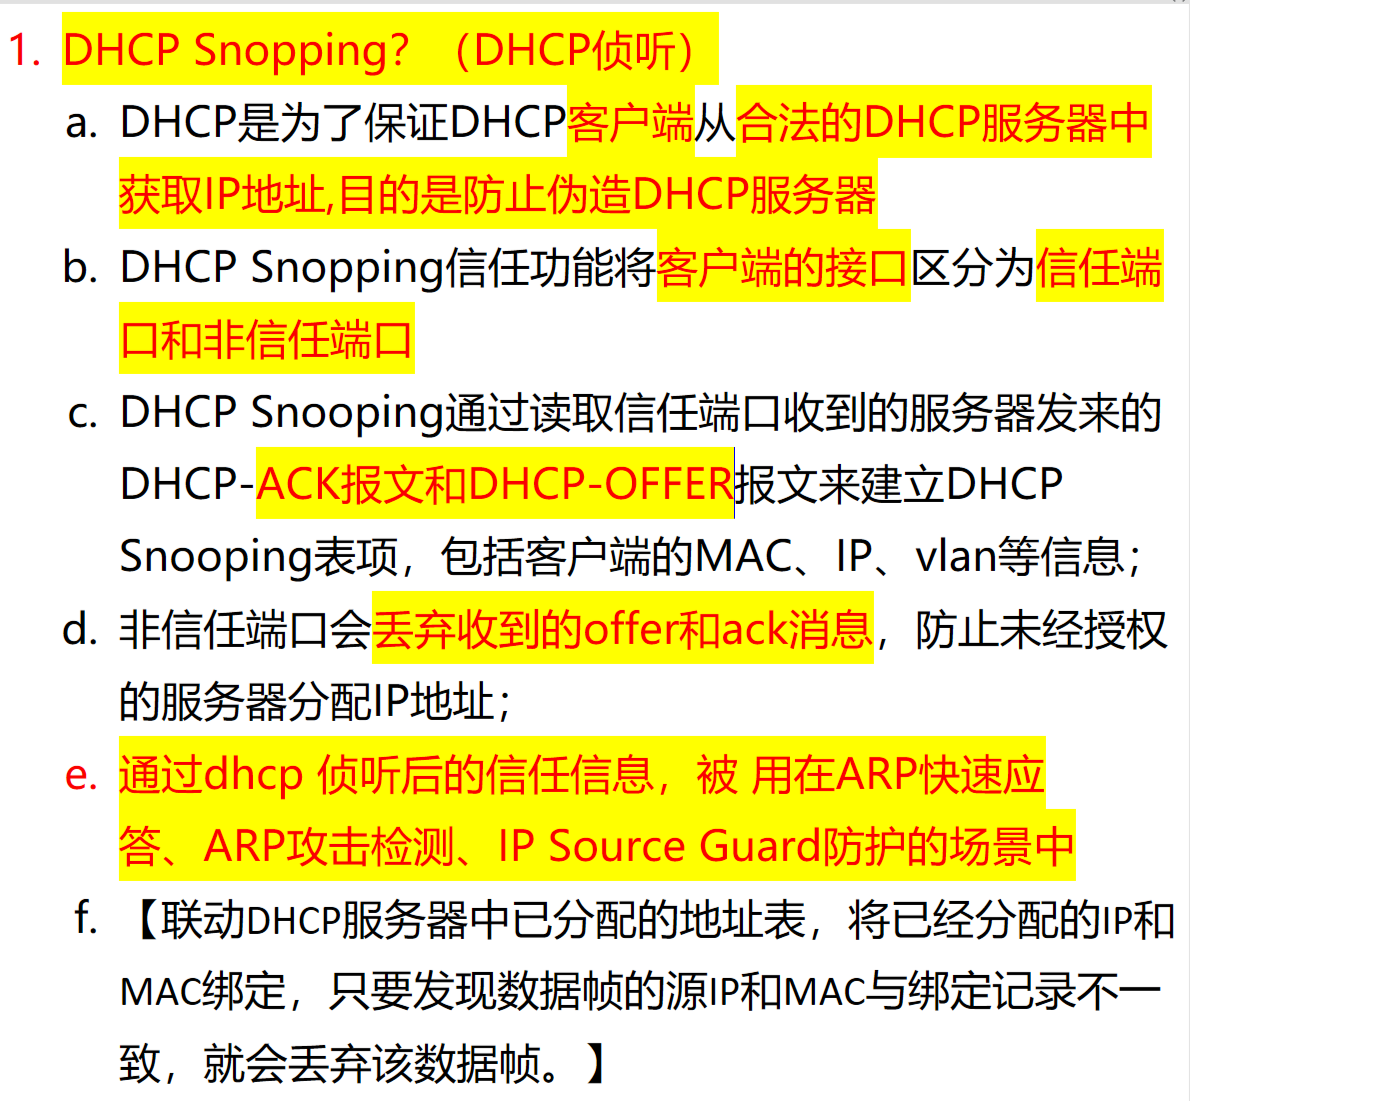 1. DHCP Snopping? （DHCP侦听）
a. DHCP是为了保证DHCP客户端从合法的DHCP服务器中
获取IP地址,目的是防止伪造DHCP服务器
b. DHCP Snopping信任功能将客户端的接口区分为信任端
口和非信任端口
c. DHCP Snooping通过读取信任端口收到的服务器发来的
DHCP-ACK报文和DHCP-OFFER报文来建立DHCP
Snooping表项，包括客户端的MAC、IP、vlan等信息；
d. 非信任端口会丢弃收到的offer和ack消息，防止未经授权
的服务器分配IP地址；
e. 通过dhcp 侦听后的信任信息，被 用在ARP快速应
答、ARP攻击检测、IP Source Guard防护的场景中
f. 【联动DHCP服务器中已分配的地址表，将已经分配的IP和
MAC绑定，只要发现数据帧的源IP和MAC与绑定记录不一
致，就会丢弃该数据帧。】